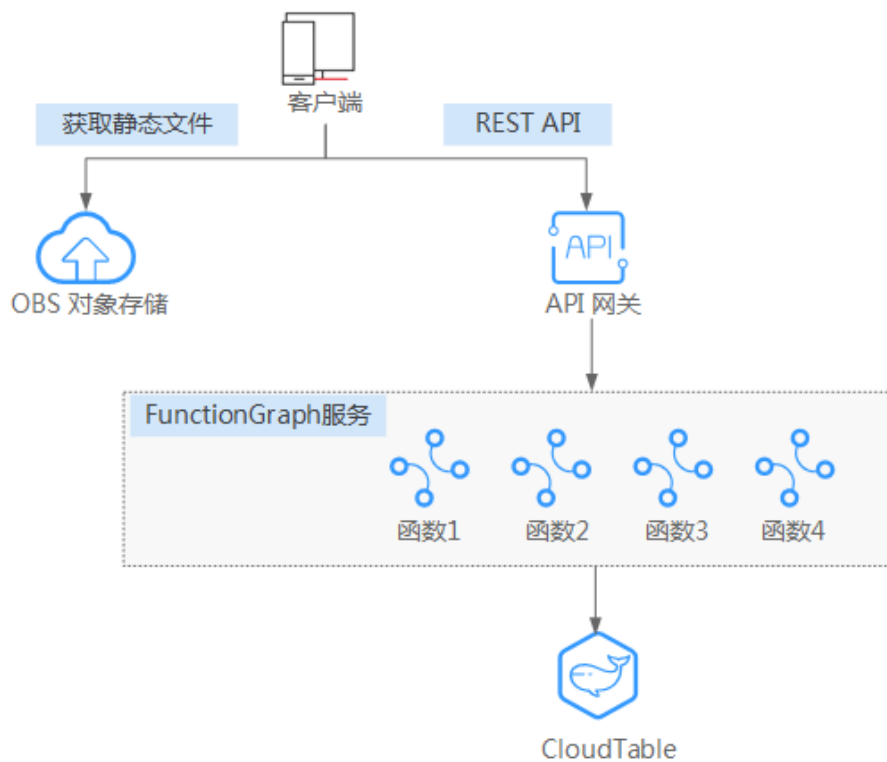 客户端
获取静态文件
REST API
API
OBS 对象存储
API 网关
FunctionGraph服务
函数1
函数2
函数3
函数4
CloudTable